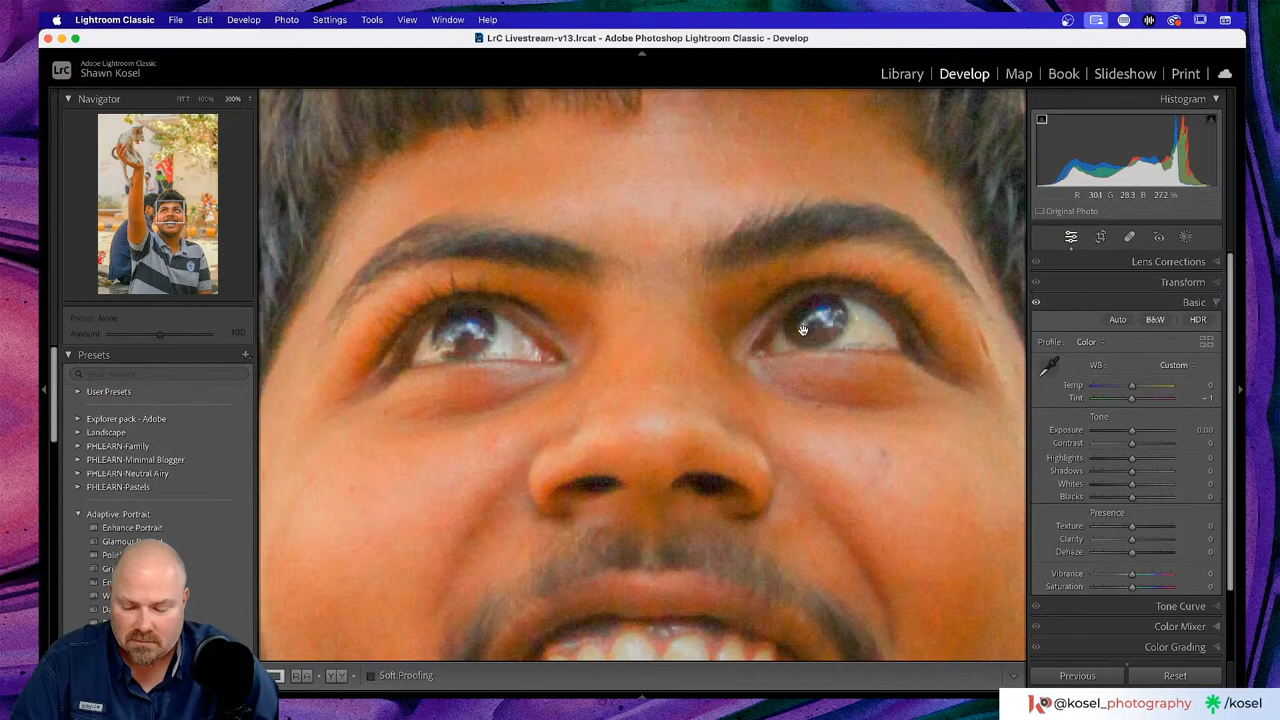 Lightroom Classic File Edit Develop Photo Settings Tools View Window Help
LrC Livestream-v13.lrcat - Adobe Photoshop Lightroom Classic - Develop
LrC Adobe Lightroom Classic
Shawn Kosel
Library | Develop | Map | Book | Slideshow | Print
Navigator FIT 100% 300%
Preset: None
Amount 100
Presets
User Presets
Explorer pack - Adobe
Landscape
PHLEARN-Family
PHLEARN-Minimal Blogger
PHLEARN-Neutral Airy
PHLEARN-Pastels
Adaptive: Portrait
Enhance Portrait
Soft Proofing
Histogram
R 30.1 G 28.3 B 27.2 %
Original Photo
Lens Corrections
Transform
Basic
Auto B&W HDR
Profile: Color
WB: Custom
Temp 0
Tint - 1
Tone
Exposure 0.00
Contrast 0
Highlights 0
Shadows 0
Whites 0
Blacks 0
Presence
Texture 0
Clarity 0
Dehaze 0
Vibrance 0
Saturation 0
Tone Curve
Color Mixer
Color Grading
Previous Reset
@kosel_photography /kosel